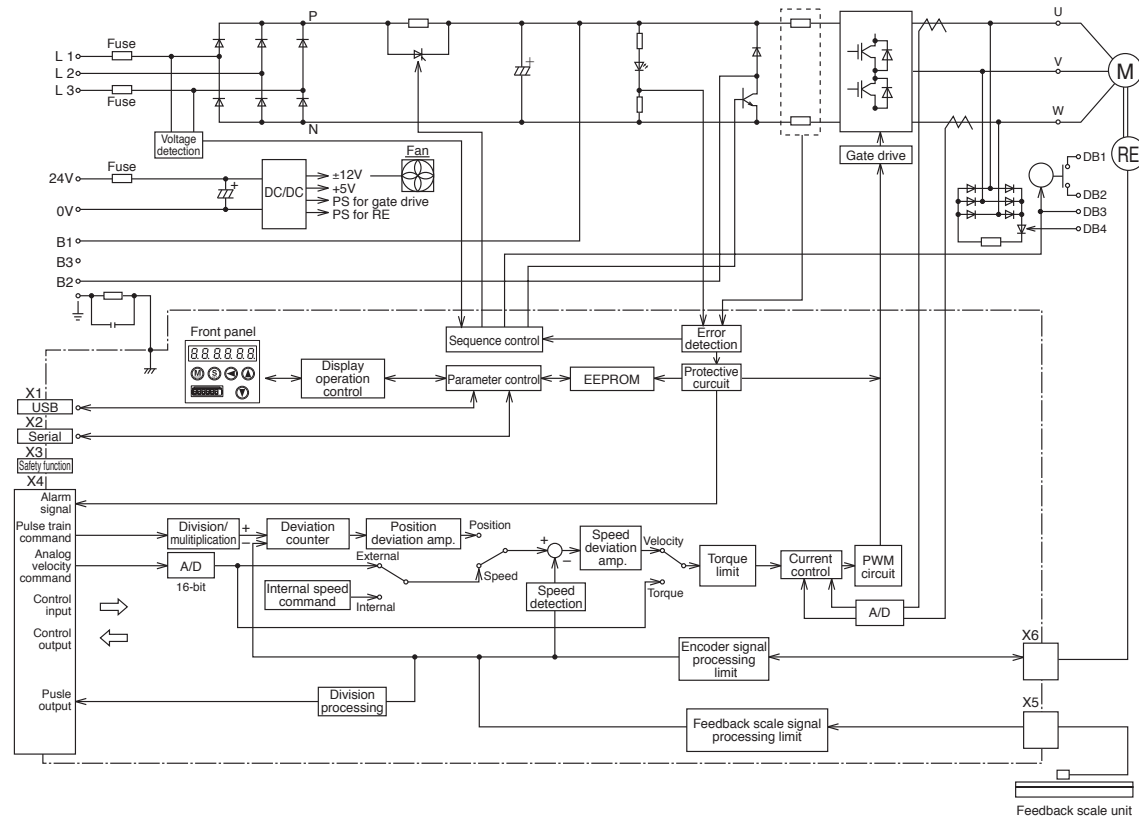 P
U
Fuse
L 1
V
L 2
M
L 3
Fuse
W
N
Voltage
detection
Gate drive
RE
DB1
Fuse
Fan
24V
±12V
DC/DC
+5V
PS for gate drive
DB2
0V
PS for RE
DB3
DB4
B1
B3
B2
Front panel
Sequence control
Error
detection
8.8.8.8.8.8.
M S
Display
operation
control
Parameter control
EEPROM
Protective
curcuit
X1
USB
X2
Serial
X3
Safety function
X4
Alarm
signal
Pulse train
command
Division/
mulitiplication
+
−
Deviation
counter
Position
deviation amp.
Position
Analog
velocity
command
A/D
16-bit
External
Speed
+
−
Speed
deviation
amp.
Velocity
Torque
limit
Current
control
PWM
circuit
Internal speed
command
Internal
Speed
detection
Torque
A/D
Control
input
Control
output
X6
Encoder signal
processing
limit
Pusle
output
Division
processing
X5
Feedback scale signal
processing limit
Feedback scale unit